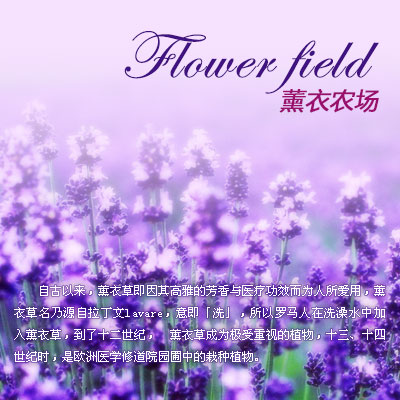 Flower field
薰衣农场
自古以来，薰衣草即因其高雅的芳香与医疗功效而为人所爱用，薰
衣草名乃源自拉丁文lavare，意即「洗」，所以罗马人在洗澡水中加
入薰衣草，到了十二世纪， 薰衣草成为极受重视的植物，十三、十四
世纪时，是欧洲医学修道院园圃中的栽种植物。